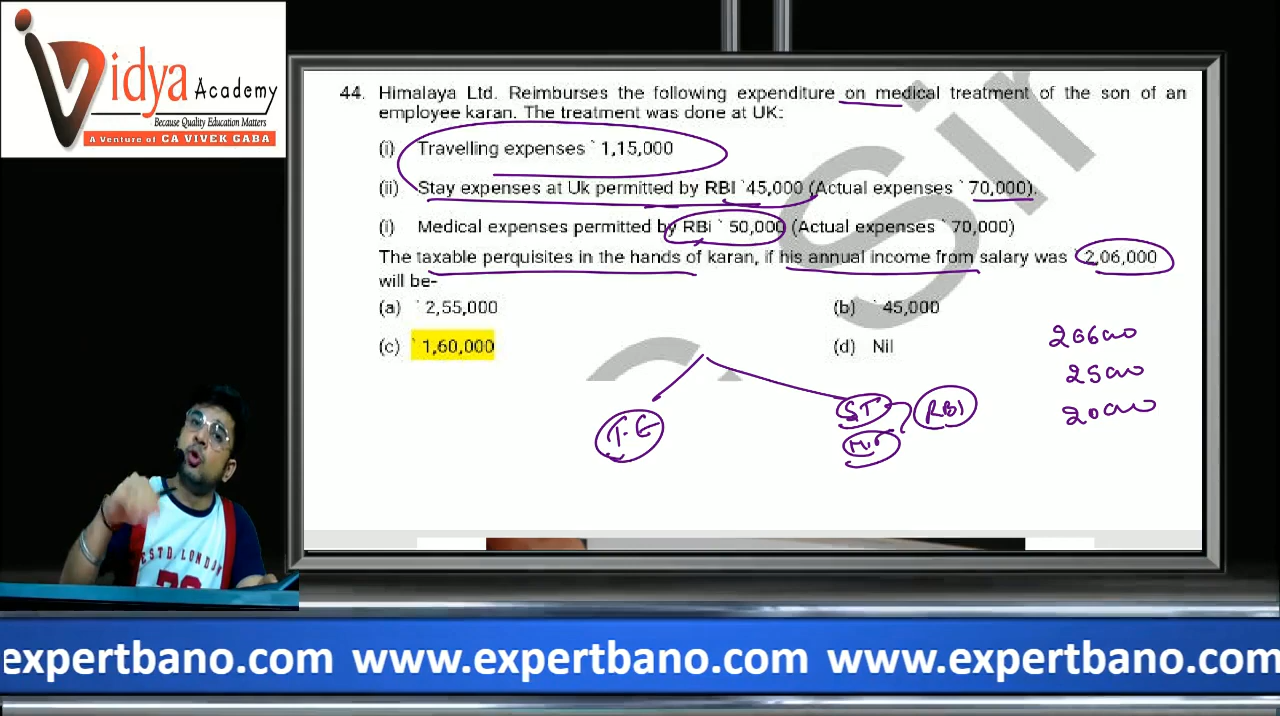 Vidya
Academy
Because Quality Education Matters
A Venture of CA VIVEK GABA
44. Himalaya Ltd. Reimburses the following expenditure on medical treatment of the son of an
employee karan. The treatment was done at UK:
(i) Travelling expenses ` 1,15,000
(ii) Stay expenses at Uk permitted by RBI `45,000 (Actual expenses ` 70,000).
(i) Medical expenses permitted by RBi ` 50,000 (Actual expenses ` 70,000)
The taxable perquisites in the hands of karan, if his annual income from salary was ` 2,06,000
will be-
(a) ` 2,55,000 (b) ` 45,000
(c) ` 1,60,000 (d) Nil
206000
25000
20000
T.E
ST
RBI
Sir
ESTD. LONDON
expertbano.com www.expertbano.com www.expertbano.com